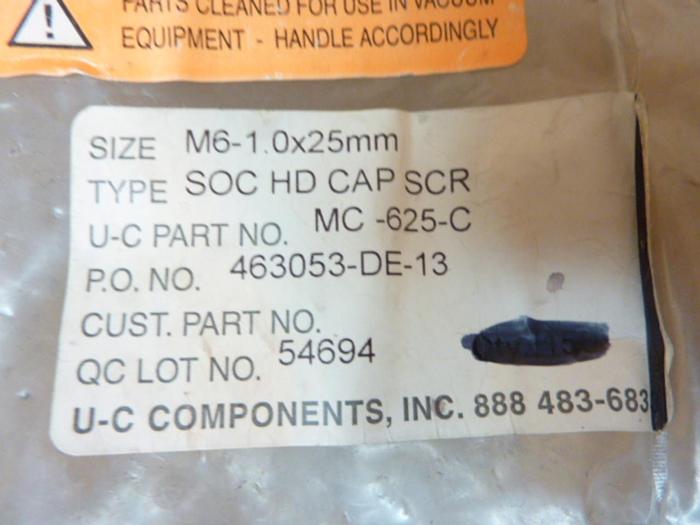 PARTS CLEANED FOR USE IN VACUUM
EQUIPMENT - HANDLE ACCORDINGLY
SIZE M6-1.0x25mm
TYPE SOC HD CAP SCR
U-C PART NO. MC -625-C
P.O. NO. 463053-DE-13
CUST. PART NO.
QC LOT NO. 54694
Qty
U-C COMPONENTS, INC. 888 483-683